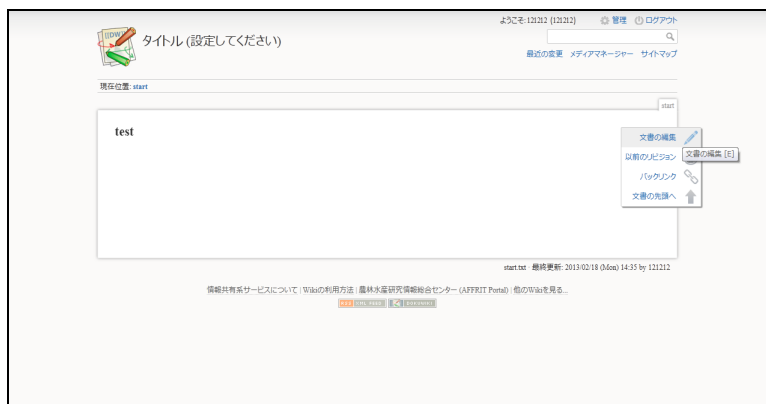 ようこそ: 121212 (121212) 管理 ログアウト
[[DW]]
タイトル (設定してください)
最近の変更 メディアマネージャー サイトマップ
現在位置: start
start
test
文書の編集
文書の編集 [E]
以前のリビジョン
バックリンク
文書の先頭へ
start.txt · 最終更新: 2013/02/18 (Mon) 14:35 by 121212
情報共有系サービスについて | Wikiの利用方法 | 農林水産研究情報総合センター (AFFRIT Portal) | 他のWikiを見る...
RSS XML FEED DOKUWIKI